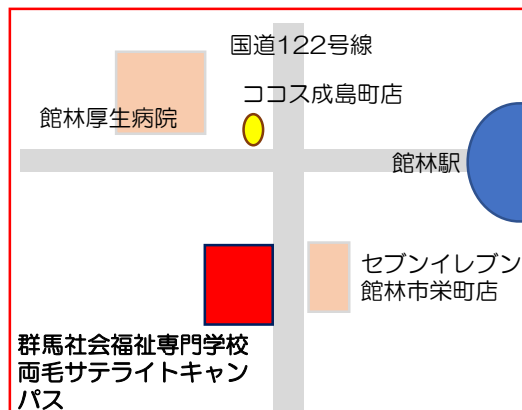 国道122号線
ココス成島町店
館林厚生病院
館林駅
セブンイレブン
館林市栄町店
群馬社会福祉専門学校
両毛サテライトキャン
パス